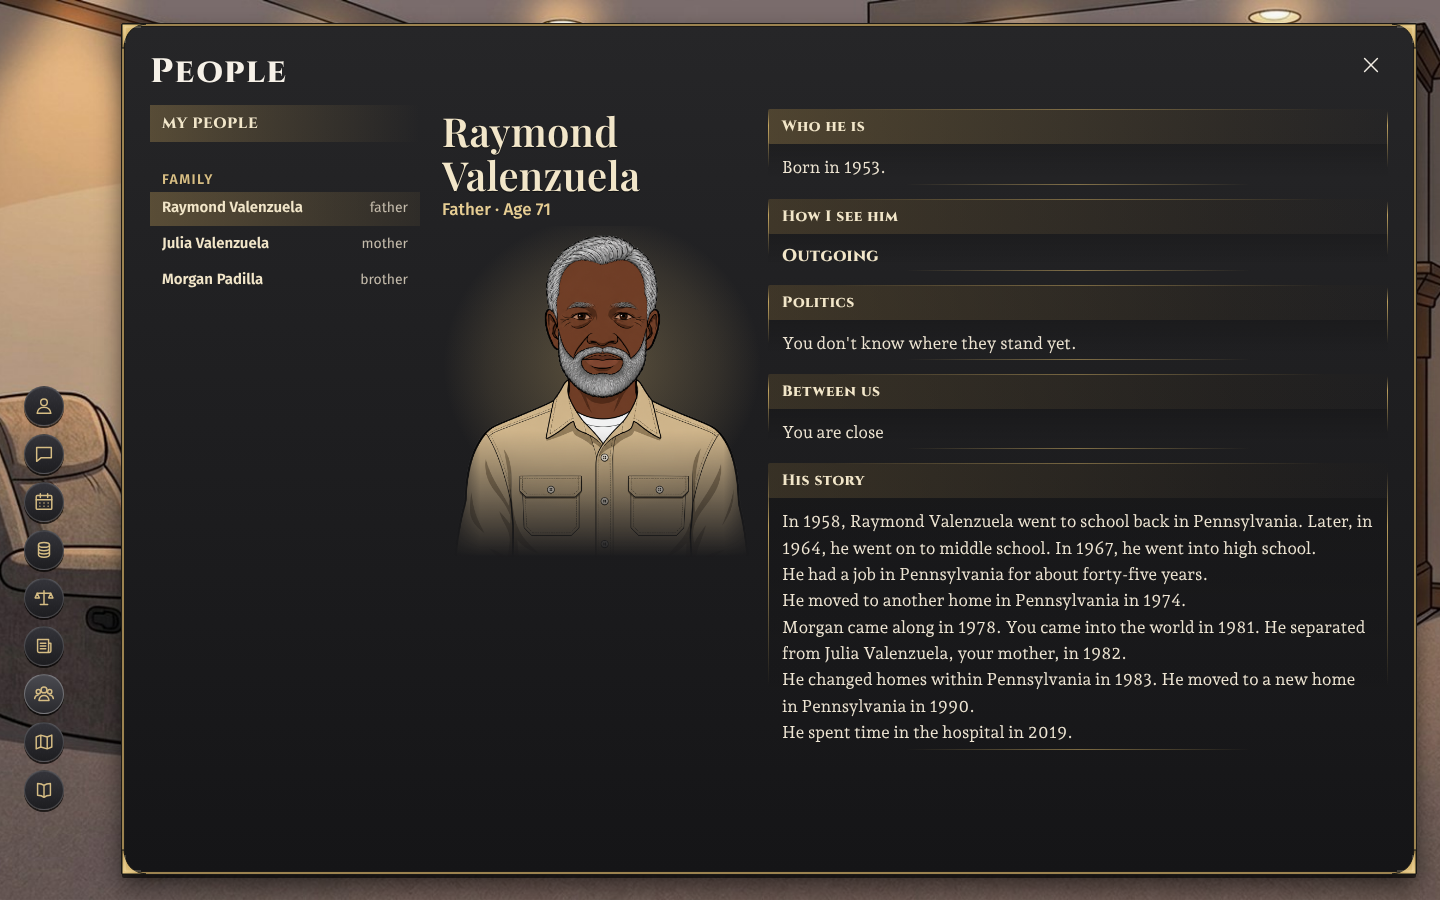 People
MY PEOPLE
FAMILY
Raymond Valenzuela father
Julia Valenzuela mother
Morgan Padilla brother
Raymond
Valenzuela
Father · Age 71
Who he is
Born in 1953.
How I see him
Outgoing
Politics
You don't know where they stand yet.
Between us
You are close
His story
In 1958, Raymond Valenzuela went to school back in Pennsylvania. Later, in
1964, he went on to middle school. In 1967, he went into high school.
He had a job in Pennsylvania for about forty-five years.
He moved to another home in Pennsylvania in 1974.
Morgan came along in 1978. You came into the world in 1981. He separated
from Julia Valenzuela, your mother, in 1982.
He changed homes within Pennsylvania in 1983. He moved to a new home
in Pennsylvania in 1990.
He spent time in the hospital in 2019.